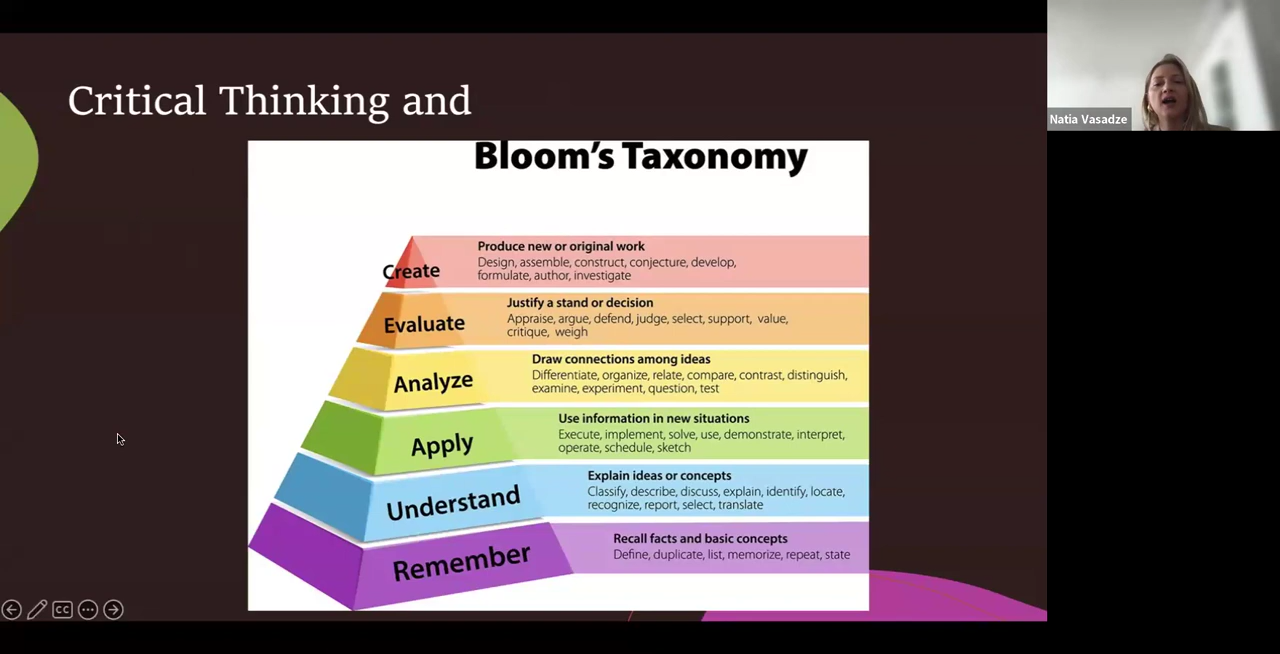 Critical Thinking and
Natia Vasadze
Bloom's Taxonomy
Create
Produce new or original work
Design, assemble, construct, conjecture, develop,
formulate, author, investigate
Evaluate
Justify a stand or decision
Appraise, argue, defend, judge, select, support, value,
critique, weigh
Analyze
Draw connections among ideas
Differentiate, organize, relate, compare, contrast, distinguish,
examine, experiment, question, test
Apply
Use information in new situations
Execute, implement, solve, use, demonstrate, interpret,
operate, schedule, sketch
Understand
Explain ideas or concepts
Classify, describe, discuss, explain, identify, locate,
recognize, report, select, translate
Remember
Recall facts and basic concepts
Define, duplicate, list, memorize, repeat, state
CC